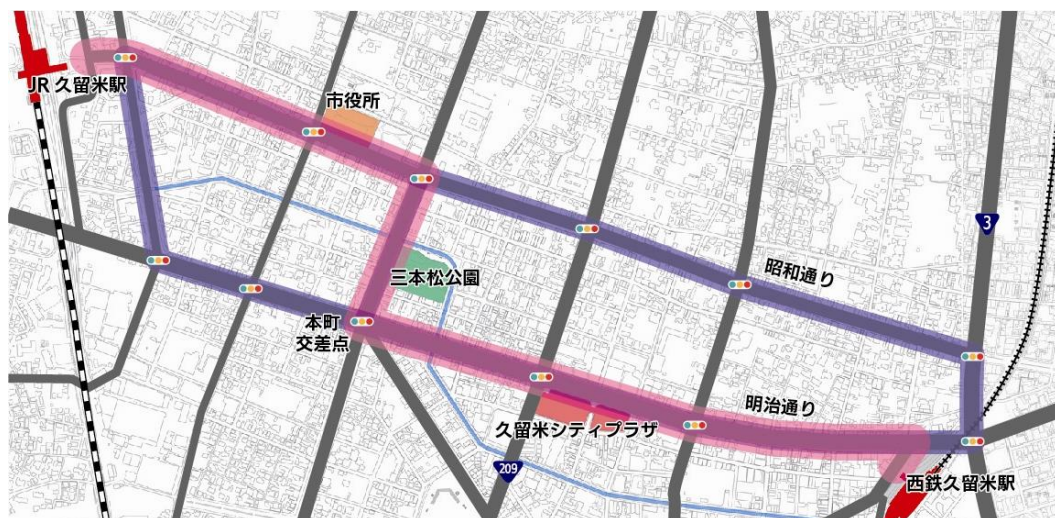 JR 久留米駅
市役所
3
昭和通り
三本松公園
本町
交差点
明治通り
久留米シティプラザ
209
西鉄久留米駅